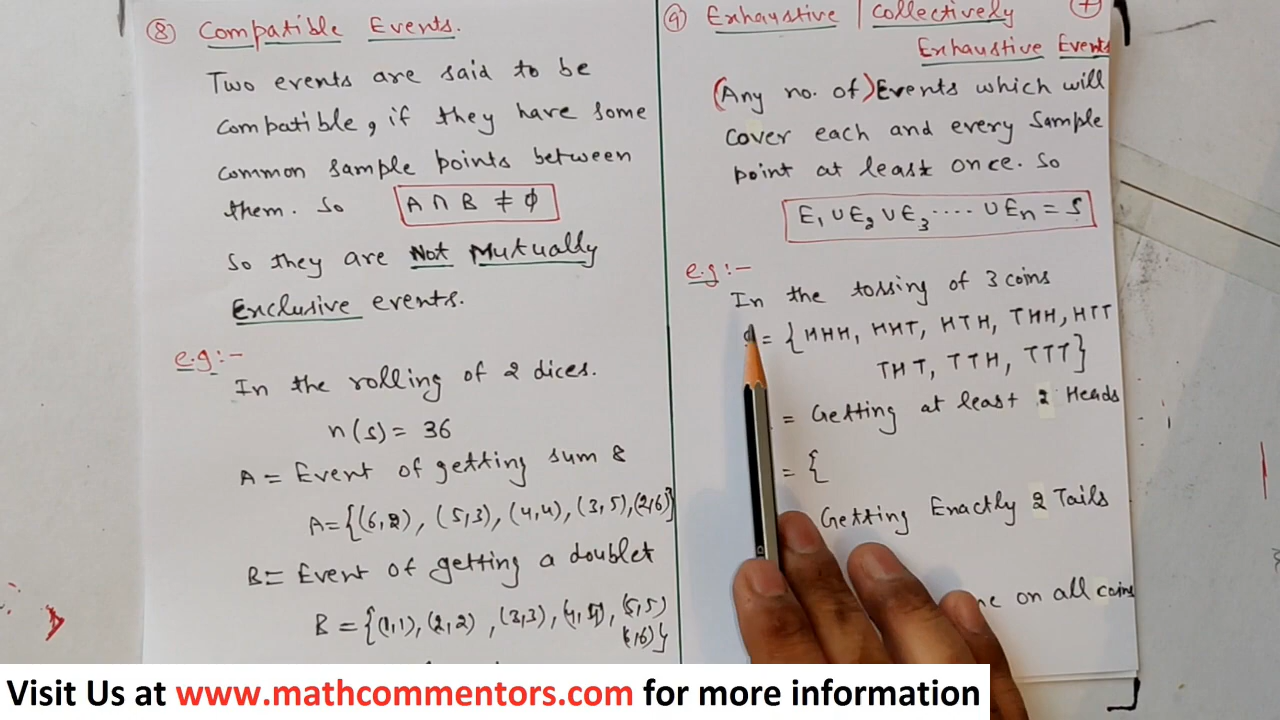 ⑧ Compatible Events.
Two events are said to be
compatible, if they have some
common sample points between
them. So A ∩ B ≠ ϕ
So they are Not Mutually
Exclusive events.
e.g:-
In the rolling of 2 dices.
n(s) = 36
A = Event of getting sum 8
A={(6,2), (5,3), (4,4), (3,5), (2,6)}
B= Event of getting a doublet
B = {(1,1), (2,2), (3,3), (4,4), (5,5)
(6,6)}
⑨ Exhaustive / Collectively
Exhaustive Events
(Any no. of) Events which will
cover each and every sample
point at least once. So
E₁ ∪ E₂ ∪ E₃ ..... ∪ Eₙ = S
e.g:-
In the tossing of 3 coins
= {HHH, HHT, HTH, THH, HTT
THT, TTH, TTT}
= Getting at least 2 Heads
= {
Getting Exactly 2 Tails
on all coins
Visit Us at www.mathcommentors.com for more information